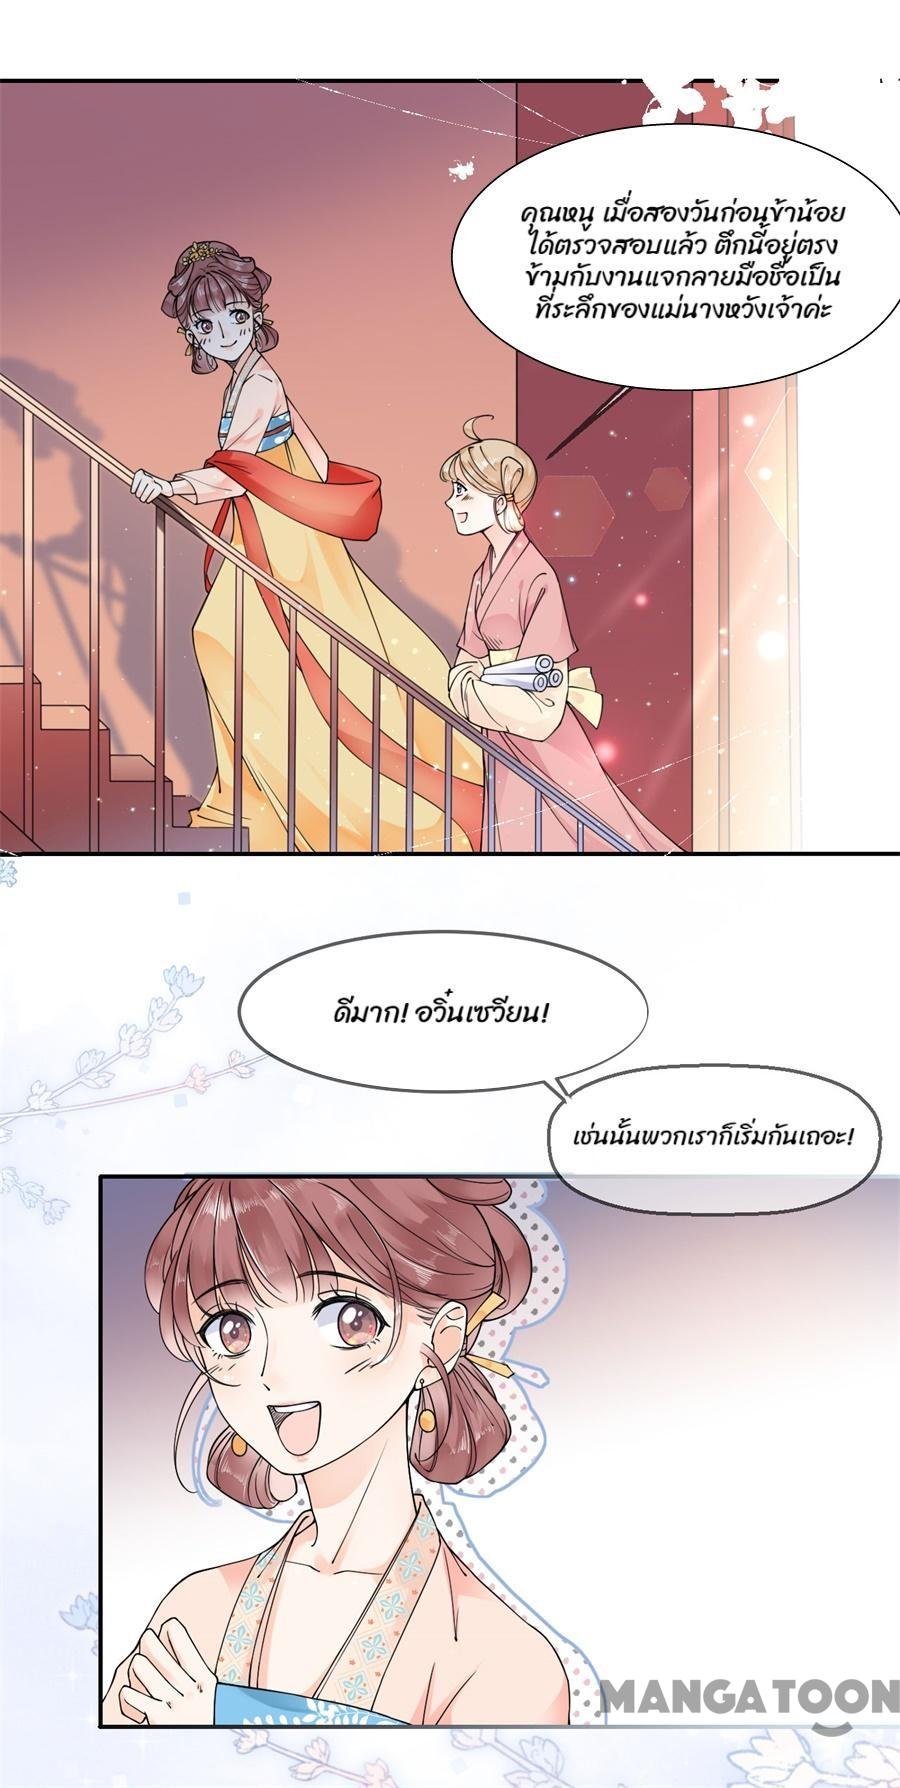 คุณหนู เมื่อสองวันก่อนข้าน้อย
ได้ตรวจสอบแล้ว ตึกนี้อยู่ตรง
ข้ามกับงานแจกลายมือชื่อเป็น
ที่ระลึกของแม่นางหวังเจ้าค่ะ
ดีมาก! อวิ๋นเซวียน!
เช่นนั้นพวกเราก็เริ่มกันเถอะ!
MANGATOON